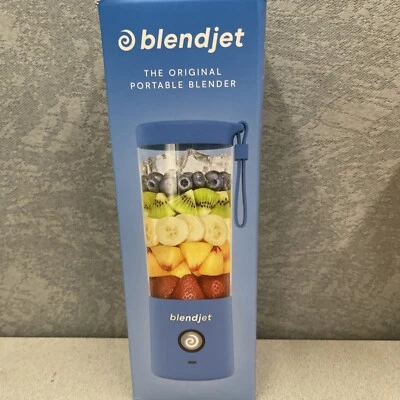 blendjet
THE ORIGINAL
PORTABLE BLENDER
blendjet